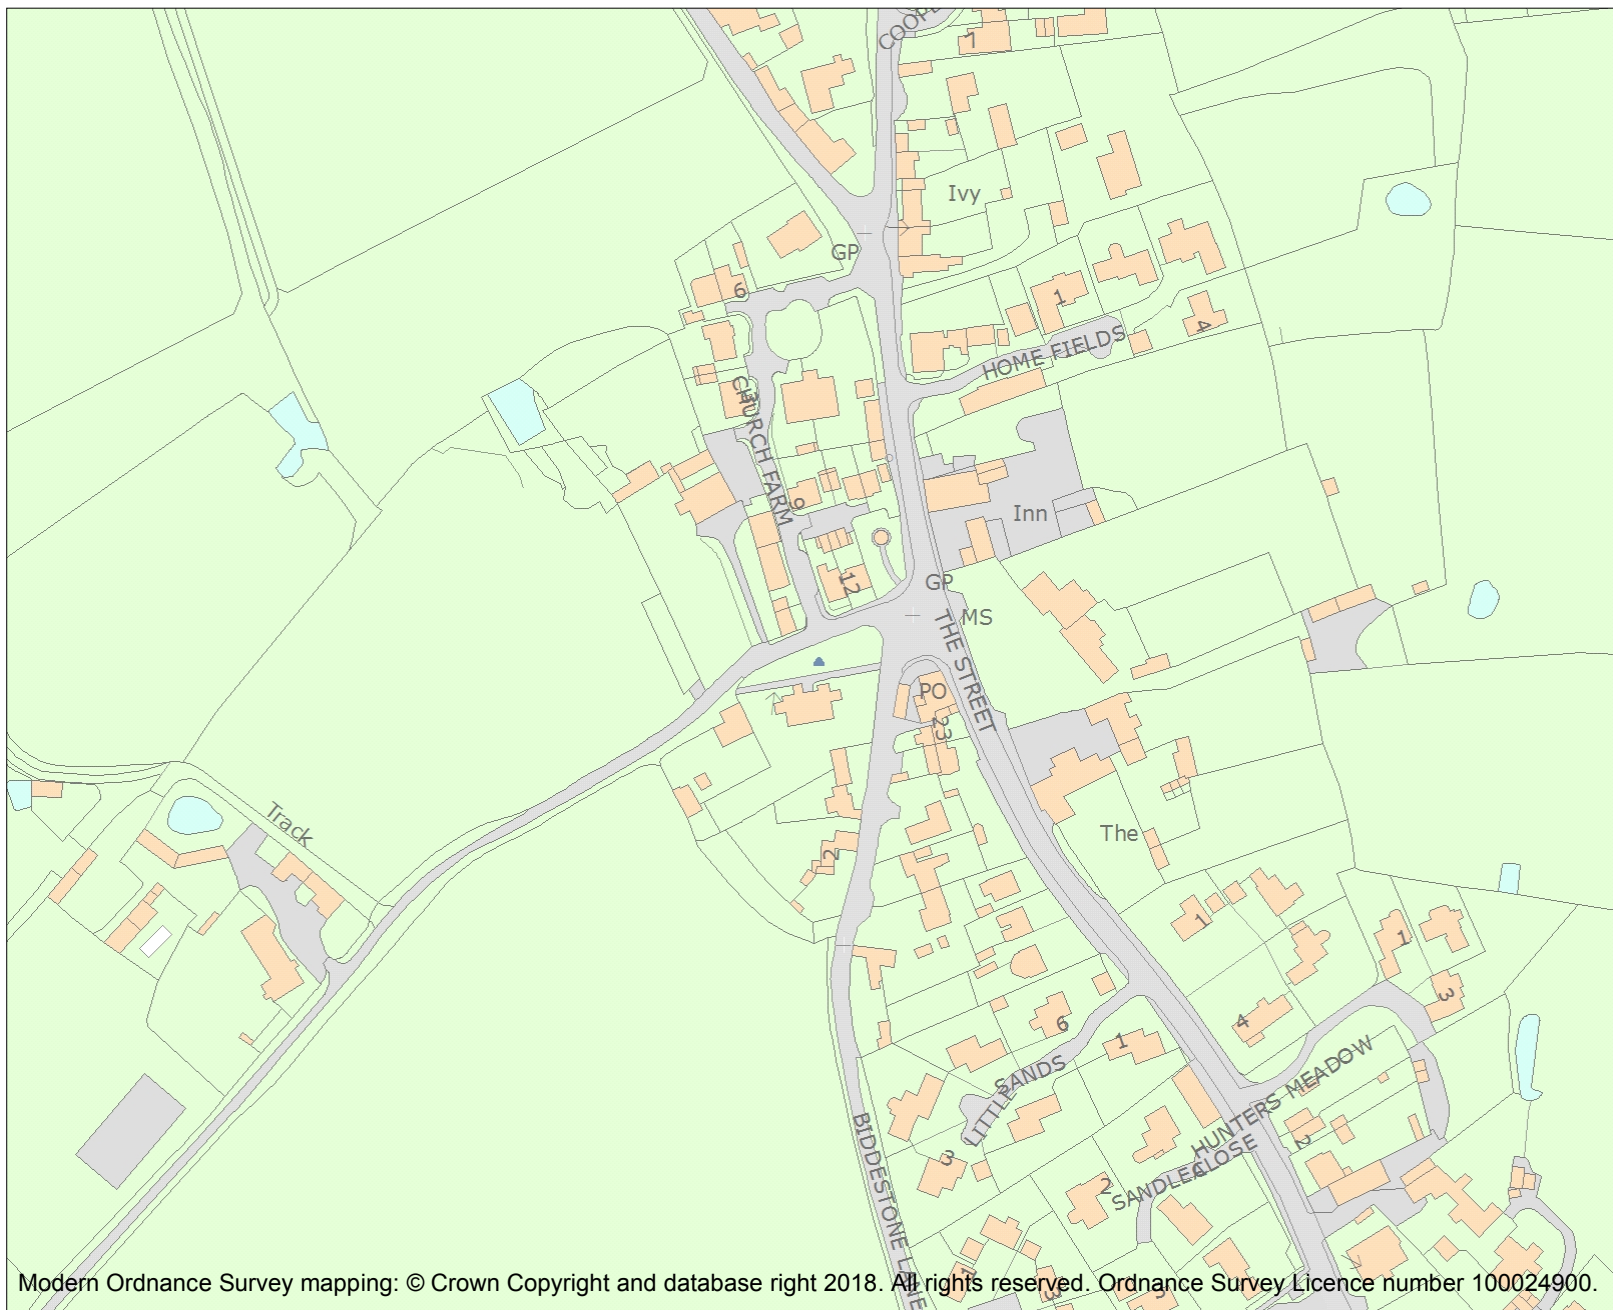 COOP
7
Ivy
GP
6
1
4
HOME FIELDS
3
CHURCH FARM
9
Inn
12
GP
MS
THE STREET
PO
23
Track
The
2
1
1
3
6
4
1
LITTLE SANDS
HUNTERS MEADOW
2
3
SANDLEA CLOSE
2
BIDDESTONE LANE
1
3
Modern Ordnance Survey mapping: © Crown Copyright and database right 2018. All rights reserved. Ordnance Survey Licence number 100024900.